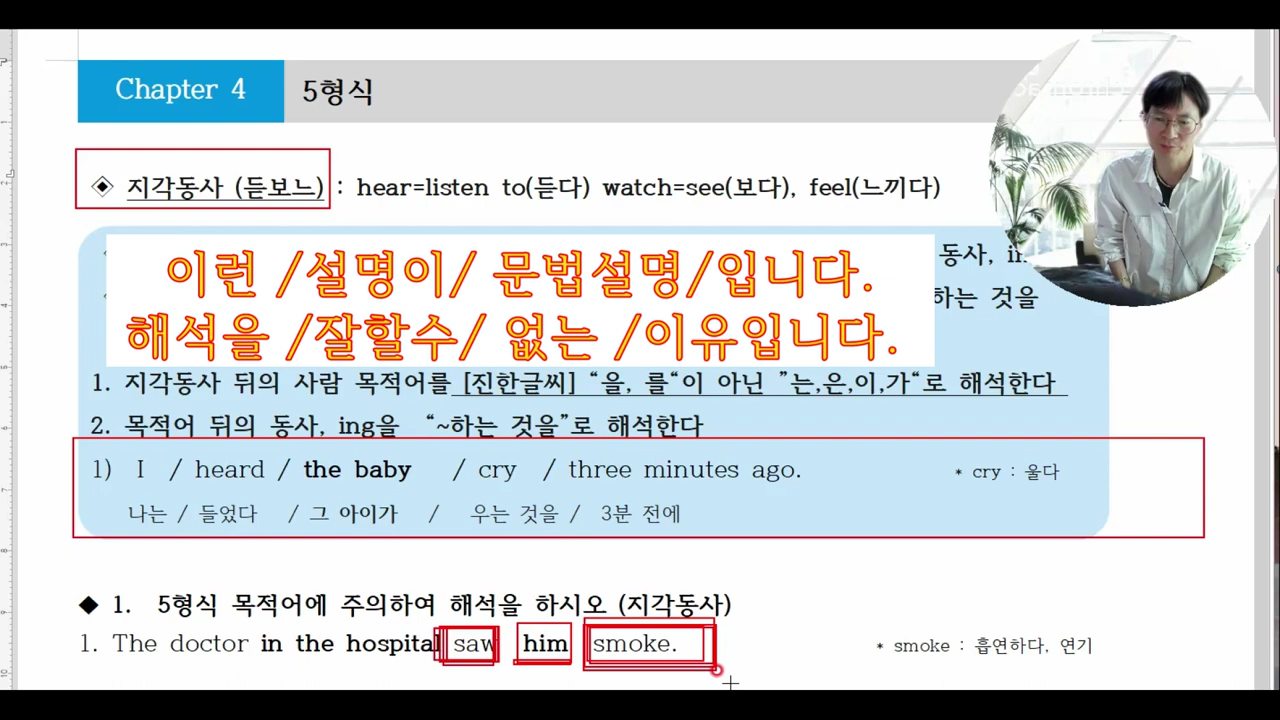 Chapter 4 5형식
◈ 지각동사 (듣보느) : hear=listen to(듣다) watch=see(보다), feel(느끼다)
동사, in
이런 /설명이/ 문법설명/입니다.
하는 것을
해석을 /잘할수/ 없는 /이유입니다.
1. 지각동사 뒤의 사람 목적어를 [진한글씨] “을, 를“이 아닌 ”는,은,이,가“로 해석한다
2. 목적어 뒤의 동사, ing을 “~하는 것을”로 해석한다
1) I / heard / the baby / cry / three minutes ago. * cry : 울다
나는 / 들었다 / 그 아이가 / 우는 것을 / 3분 전에
◆ 1. 5형식 목적어에 주의하여 해석을 하시오 (지각동사)
1. The doctor in the hospital saw him smoke. * smoke : 흡연하다, 연기